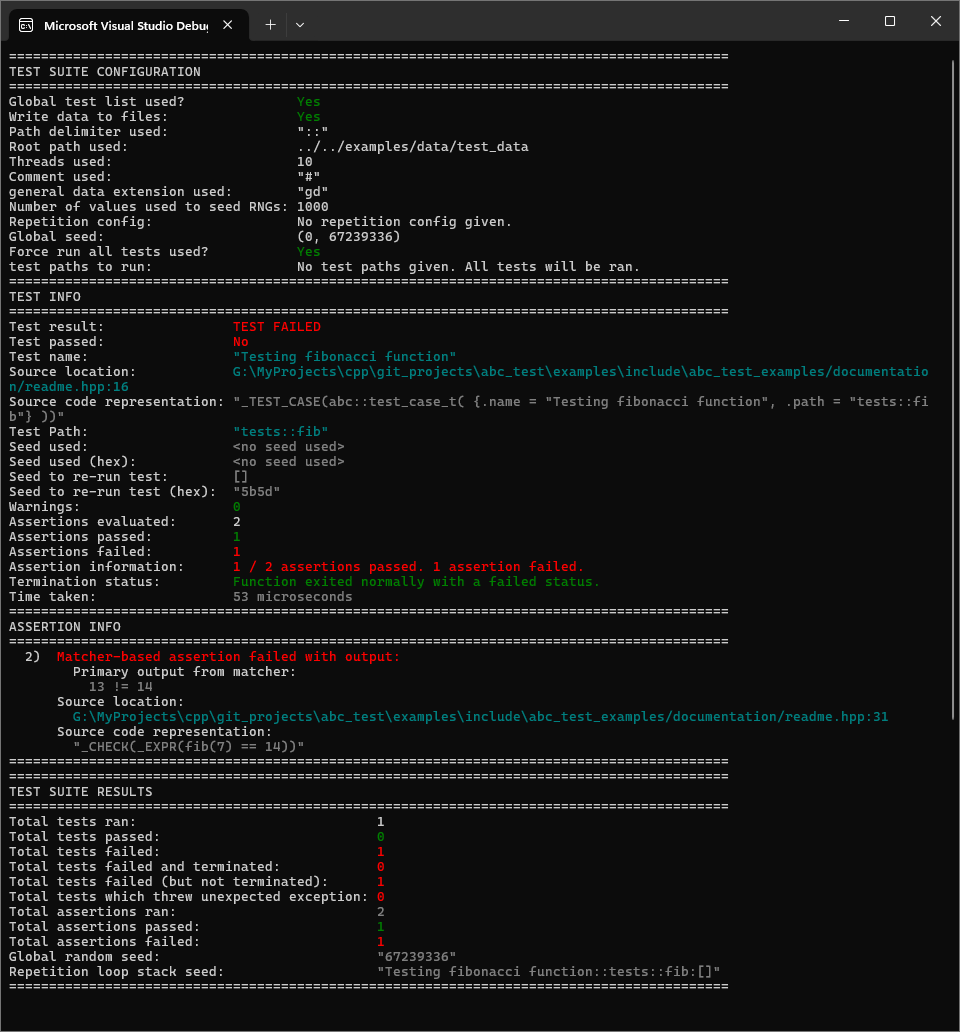 Microsoft Visual Studio Debug
==========================================================================================
TEST SUITE CONFIGURATION
==========================================================================================
Global test list used?              Yes
Write data to files:                Yes
Path delimiter used:                "::"
Root path used:                     ../../examples/data/test_data
Threads used:                       10
Comment used:                       "#"
general data extension used:        "gd"
Number of values used to seed RNGs: 1000
Repetition config:                  No repetition config given.
Global seed:                        (0, 67239336)
Force run all tests used?           Yes
test paths to run:                  No test paths given. All tests will be ran.
==========================================================================================
TEST INFO
==========================================================================================
Test result:                TEST FAILED
Test passed:                No
Test name:                  "Testing fibonacci function"
Source location:            G:\MyProjects\cpp\git_projects\abc_test\examples\include\abc_test_examples/documentatio
n/readme.hpp:16
Source code representation: "_TEST_CASE(abc::test_case_t( {.name = "Testing fibonacci function", .path = "tests::fi
b"} ))"
Test Path:                  "tests::fib"
Seed used:                  <no seed used>
Seed used (hex):            <no seed used>
Seed to re-run test:        []
Seed to re-run test (hex):  "5b5d"
Warnings:                   0
Assertions evaluated:       2
Assertions passed:          1
Assertions failed:          1
Assertion information:      1 / 2 assertions passed. 1 assertion failed.
Termination status:         Function exited normally with a failed status.
Time taken:                 53 microseconds
==========================================================================================
ASSERTION INFO
==========================================================================================
  2)  Matcher-based assertion failed with output:
        Primary output from matcher:
          13 != 14
      Source location:
        G:\MyProjects\cpp\git_projects\abc_test\examples\include\abc_test_examples/documentation/readme.hpp:31
      Source code representation:
        "_CHECK(_EXPR(fib(7) == 14))"
==========================================================================================
==========================================================================================
TEST SUITE RESULTS
==========================================================================================
Total tests ran:                              1
Total tests passed:                           0
Total tests failed:                           1
Total tests failed and terminated:            0
Total tests failed (but not terminated):      1
Total tests which threw unexpected exception: 0
Total assertions ran:                         2
Total assertions passed:                      1
Total assertions failed:                      1
Global random seed:                           "67239336"
Repetition loop stack seed:                   "Testing fibonacci function::tests::fib:[]"
==========================================================================================